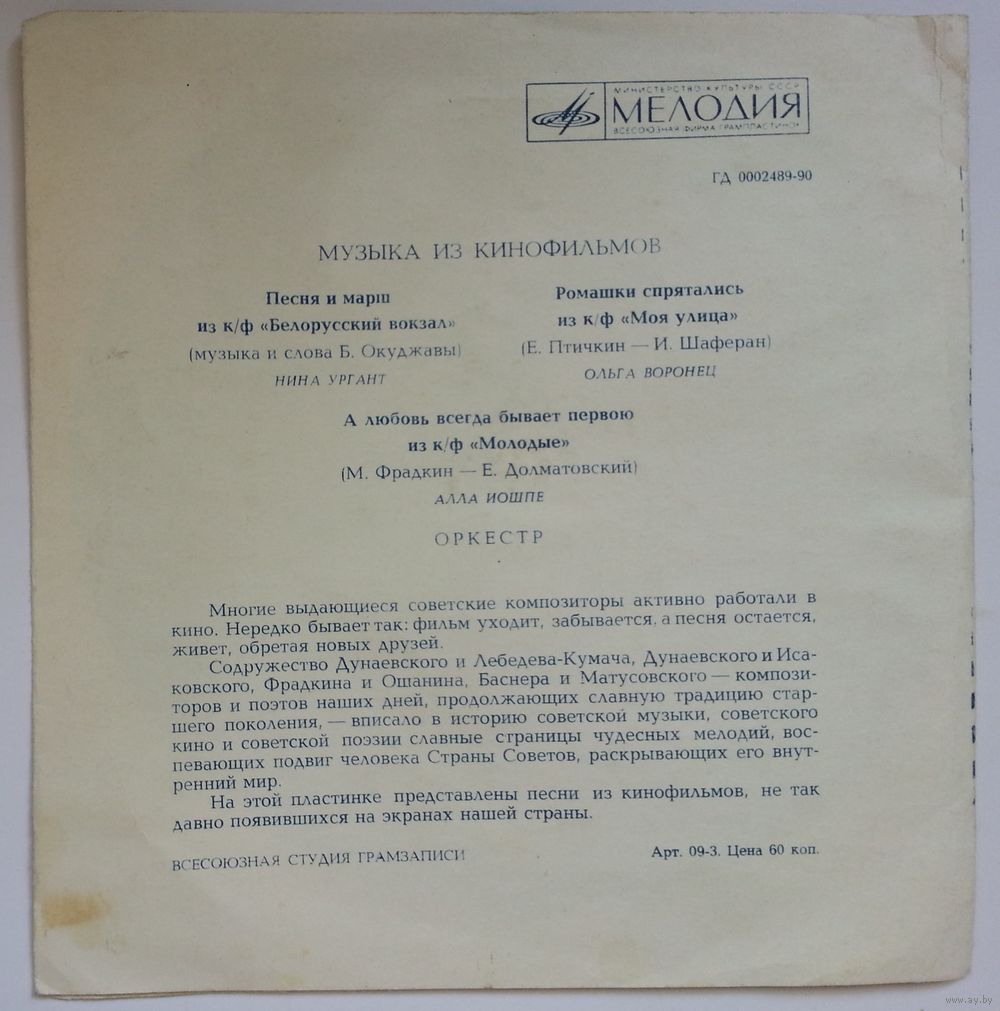 МИНИСТЕРСТВО КУЛЬТУРЫ СССР
МЕЛОДИЯ
ВСЕСОЮЗНАЯ ФИРМА ГРАМПЛАСТИНОК
ГД 0002489-90
МУЗЫКА ИЗ КИНОФИЛЬМОВ
Песня и марш
из к/ф «Белорусский вокзал»
(музыка и слова Б. Окуджавы)
НИНА УРГАНТ
Ромашки спрятались
из к/ф «Моя улица»
(Е. Птичкин — И. Шаферан)
ОЛЬГА ВОРОНЕЦ
А любовь всегда бывает первою
из к/ф «Молодые»
(М. Фрадкин — Е. Долматовский)
АЛЛА ИОШПЕ
ОРКЕСТР
Многие выдающиеся советские композиторы активно работали в
кино. Нередко бывает так: фильм уходит, забывается, а песня остается,
живет, обретая новых друзей.
Содружество Дунаевского и Лебедева-Кумача, Дунаевского и Иса-
ковского, Фрадкина и Ошанина, Баснера и Матусовского — компози-
торов и поэтов наших дней, продолжающих славную традицию стар-
шего поколения, — вписало в историю советской музыки, советского
кино и советской поэзии славные страницы чудесных мелодий, вос-
певающих подвиг человека Страны Советов, раскрывающих его внут-
ренний мир.
На этой пластинке представлены песни из кинофильмов, не так
давно появившихся на экранах нашей страны.
ВСЕСОЮЗНАЯ СТУДИЯ ГРАМЗАПИСИ
Арт. 09-3. Цена 60 коп.
www.ay.by